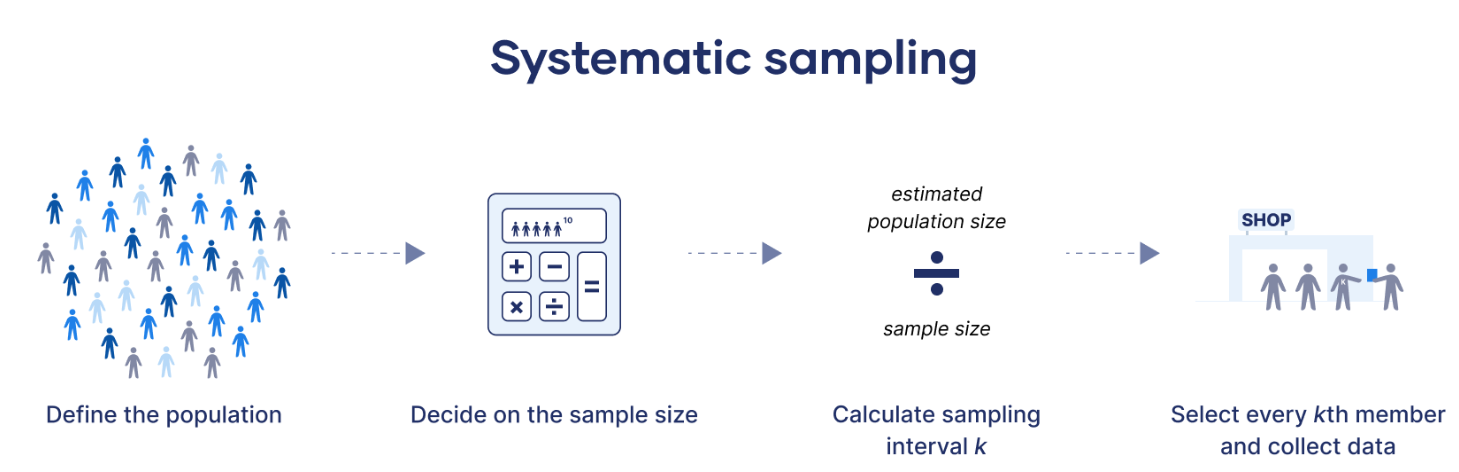 Systematic sampling
10
+
−
=
×
÷
estimated
population size
÷
sample size
SHOP
k
Define the population
Decide on the sample size
Calculate sampling
interval k
Select every kth member
and collect data